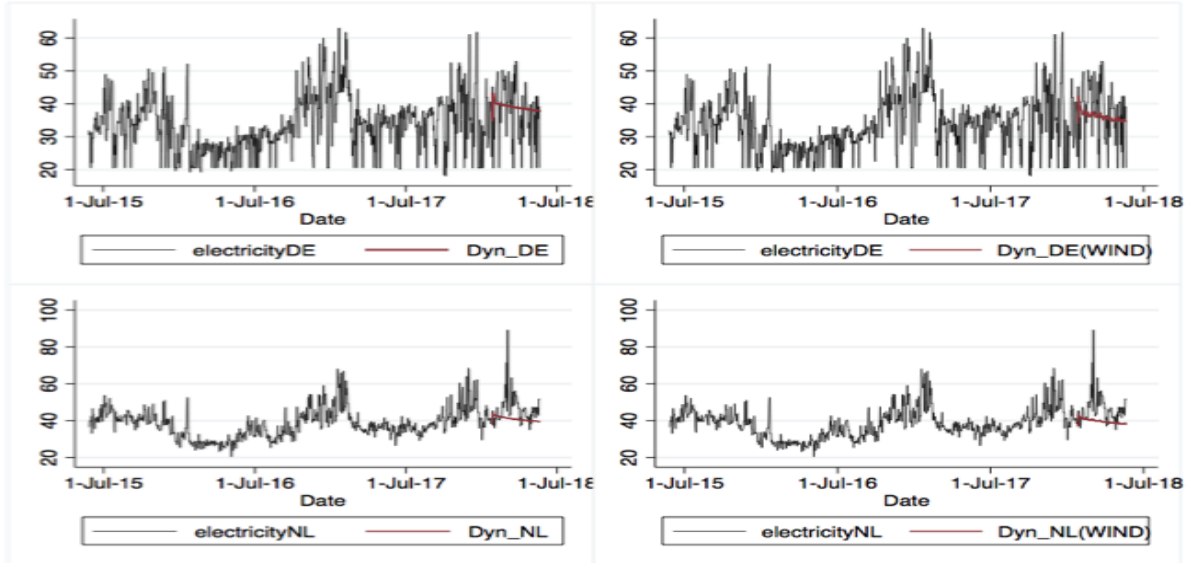 60
50
40
30
20
1-Jul-15 1-Jul-16 1-Jul-17 1-Jul-18
Date
electricityDE Dyn_DE
60
50
40
30
20
1-Jul-15 1-Jul-16 1-Jul-17 1-Jul-18
Date
electricityDE Dyn_DE(WIND)
100
80
60
40
20
1-Jul-15 1-Jul-16 1-Jul-17 1-Jul-18
Date
electricityNL Dyn_NL
100
80
60
40
20
1-Jul-15 1-Jul-16 1-Jul-17 1-Jul-18
Date
electricityNL Dyn_NL(WIND)